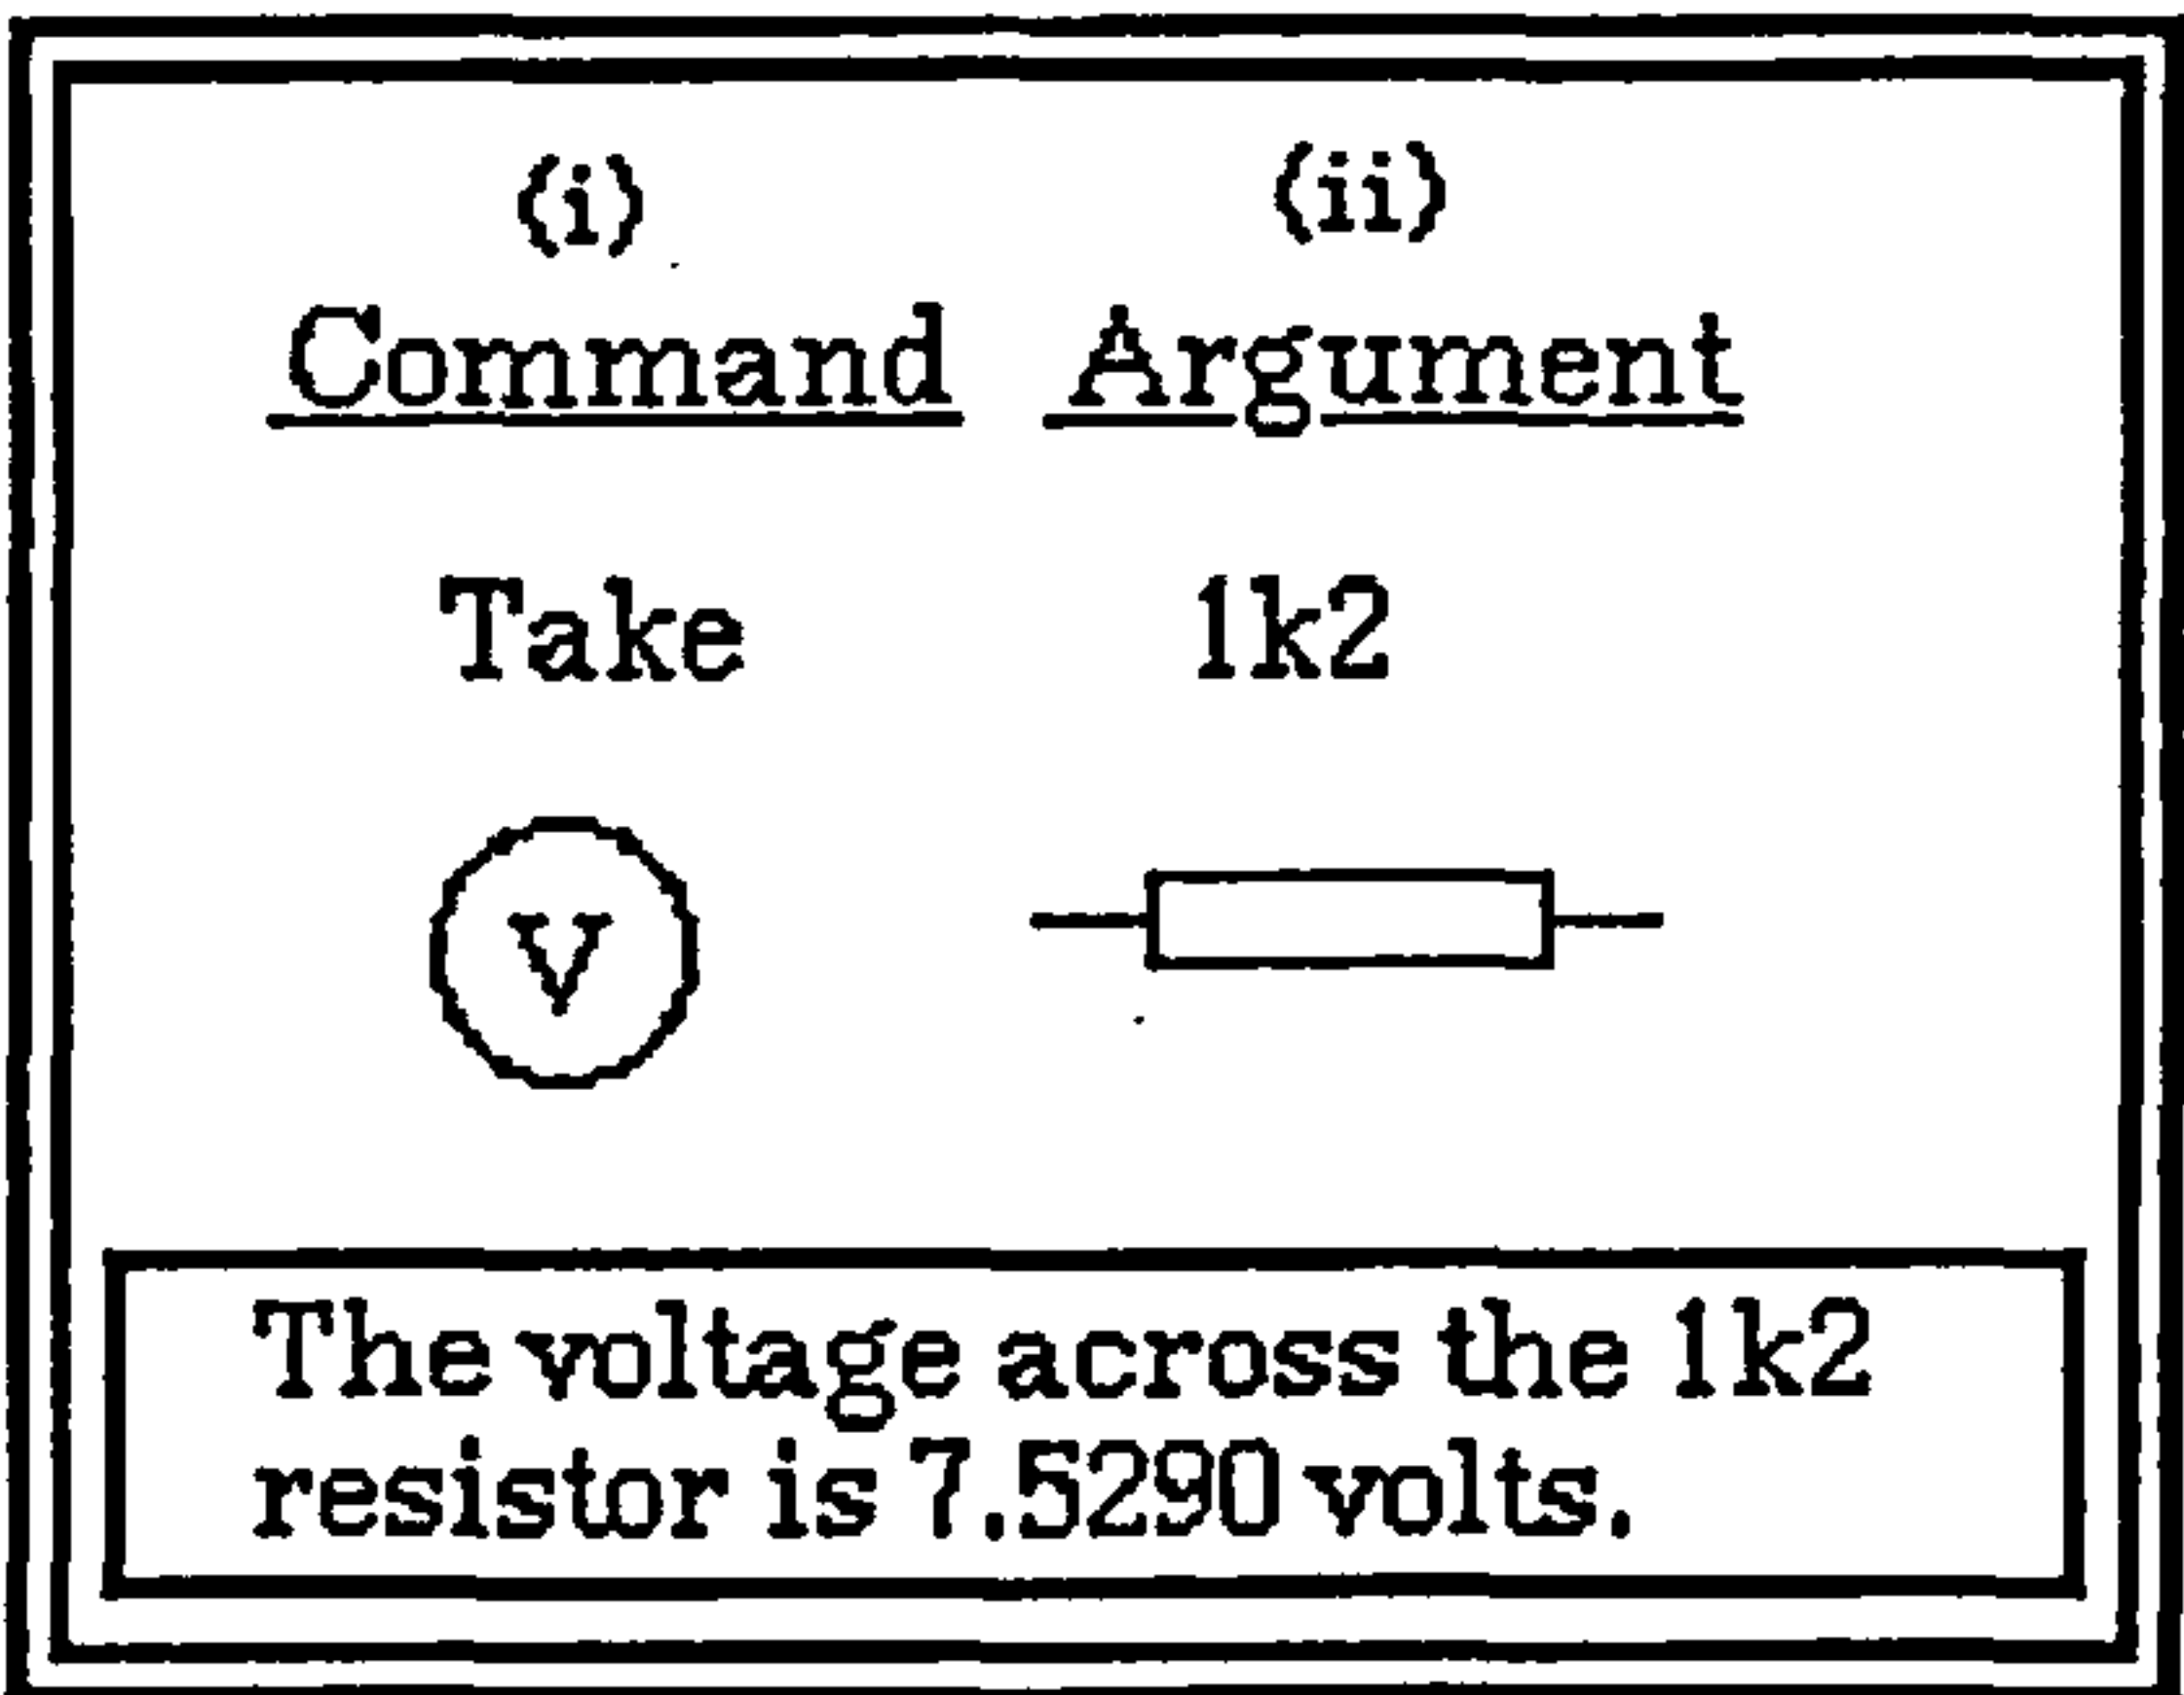 (i) (ii)
Command Argument
Take 1k2
V
The voltage across the 1k2
resistor is 7.5290 volts.